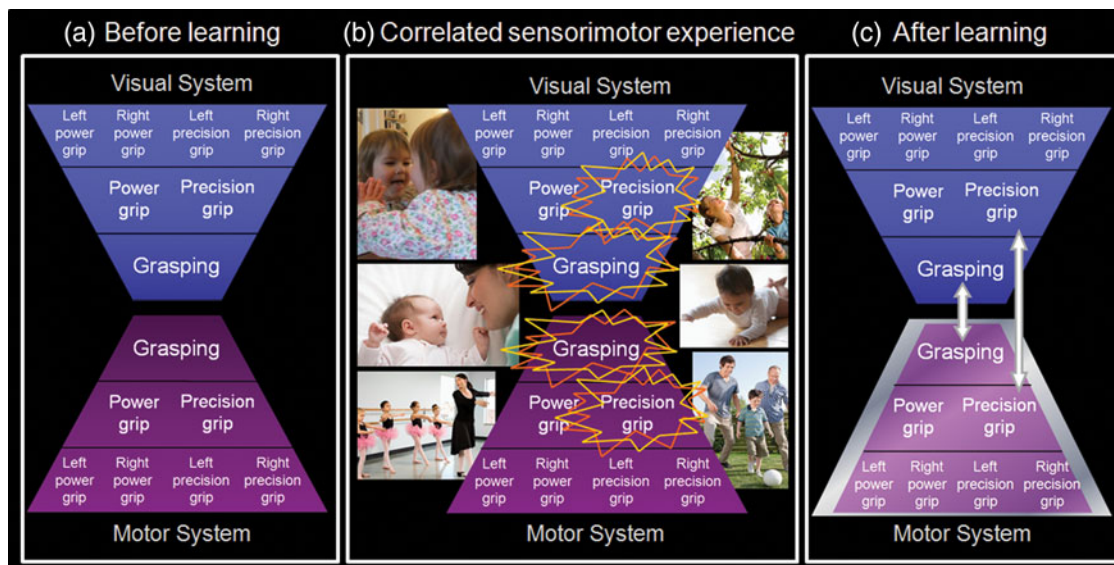 (a) Before learning
Visual System
Left power grip
Right power grip
Left precision grip
Right precision grip
Power grip
Precision grip
Grasping
Grasping
Power grip
Precision grip
Left power grip
Right power grip
Left precision grip
Right precision grip
Motor System
(b) Correlated sensorimotor experience
Visual System
Left power grip
Right power grip
Left precision grip
Right precision grip
Power grip
Precision grip
Grasping
Grasping
Power grip
Precision grip
Left power grip
Right power grip
Left precision grip
Right precision grip
Motor System
(c) After learning
Visual System
Left power grip
Right power grip
Left precision grip
Right precision grip
Power grip
Precision grip
Grasping
Grasping
Power grip
Precision grip
Left power grip
Right power grip
Left precision grip
Right precision grip
Motor System